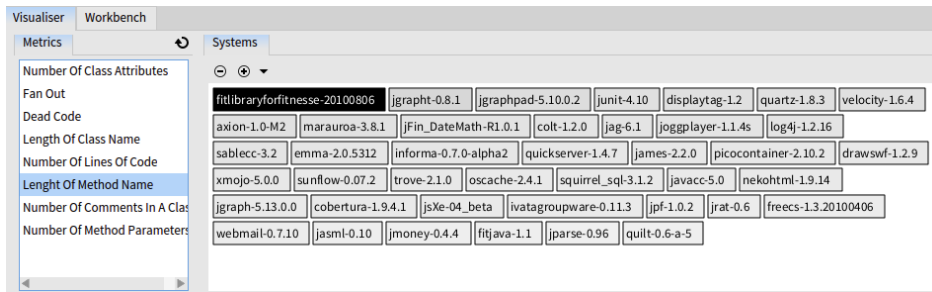 Visualiser Workbench
Metrics
Number Of Class Attributes
Fan Out
Dead Code
Length Of Class Name
Number Of Lines Of Code
Lenght Of Method Name
Number Of Comments In A Clas
Number Of Method Parameters
Systems
fitlibraryforfitnesse-20100806 jgrapht-0.8.1 jgraphpad-5.10.0.2 junit-4.10 displaytag-1.2 quartz-1.8.3 velocity-1.6.4
axion-1.0-M2 marauroa-3.8.1 jFin_DateMath-R1.0.1 colt-1.2.0 jag-6.1 joggplayer-1.1.4s log4j-1.2.16
sablecc-3.2 emma-2.0.5312 informa-0.7.0-alpha2 quickserver-1.4.7 james-2.2.0 picocontainer-2.10.2 drawswf-1.2.9
xmojo-5.0.0 sunflow-0.07.2 trove-2.1.0 oscache-2.4.1 squirrel_sql-3.1.2 javacc-5.0 nekohtml-1.9.14
jgraph-5.13.0.0 cobertura-1.9.4.1 jsXe-04_beta ivatagroupware-0.11.3 jpf-1.0.2 jrat-0.6 freecs-1.3.20100406
webmail-0.7.10 jasml-0.10 jmoney-0.4.4 fitjava-1.1 jparse-0.96 quilt-0.6-a-5